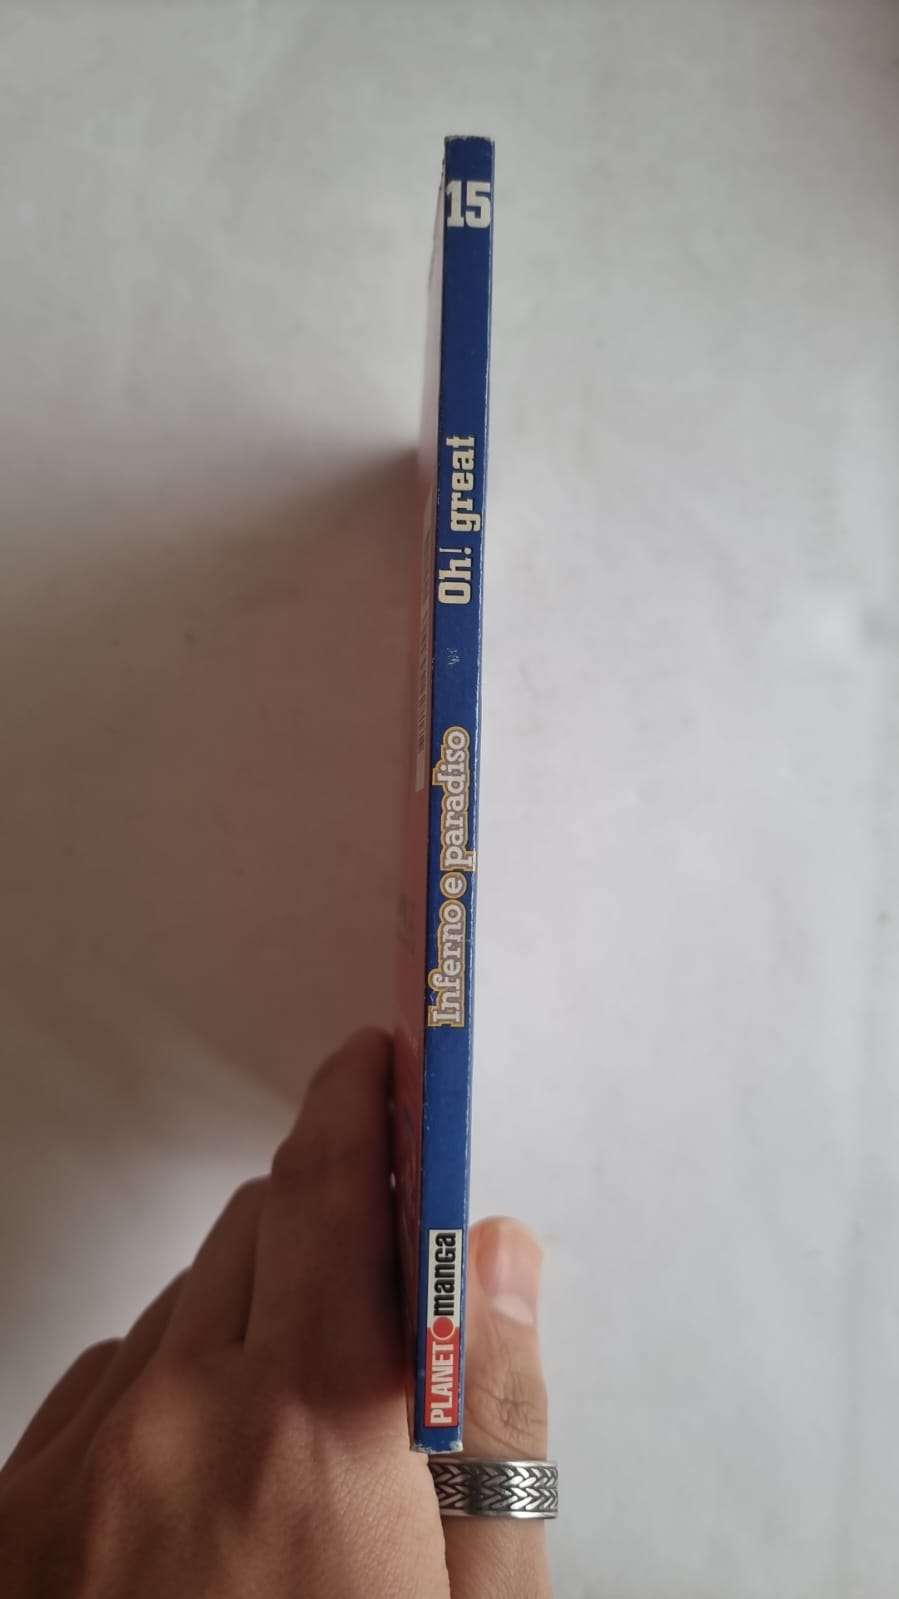 15
Oh! great
Inferno e paradiso
PLANET manga